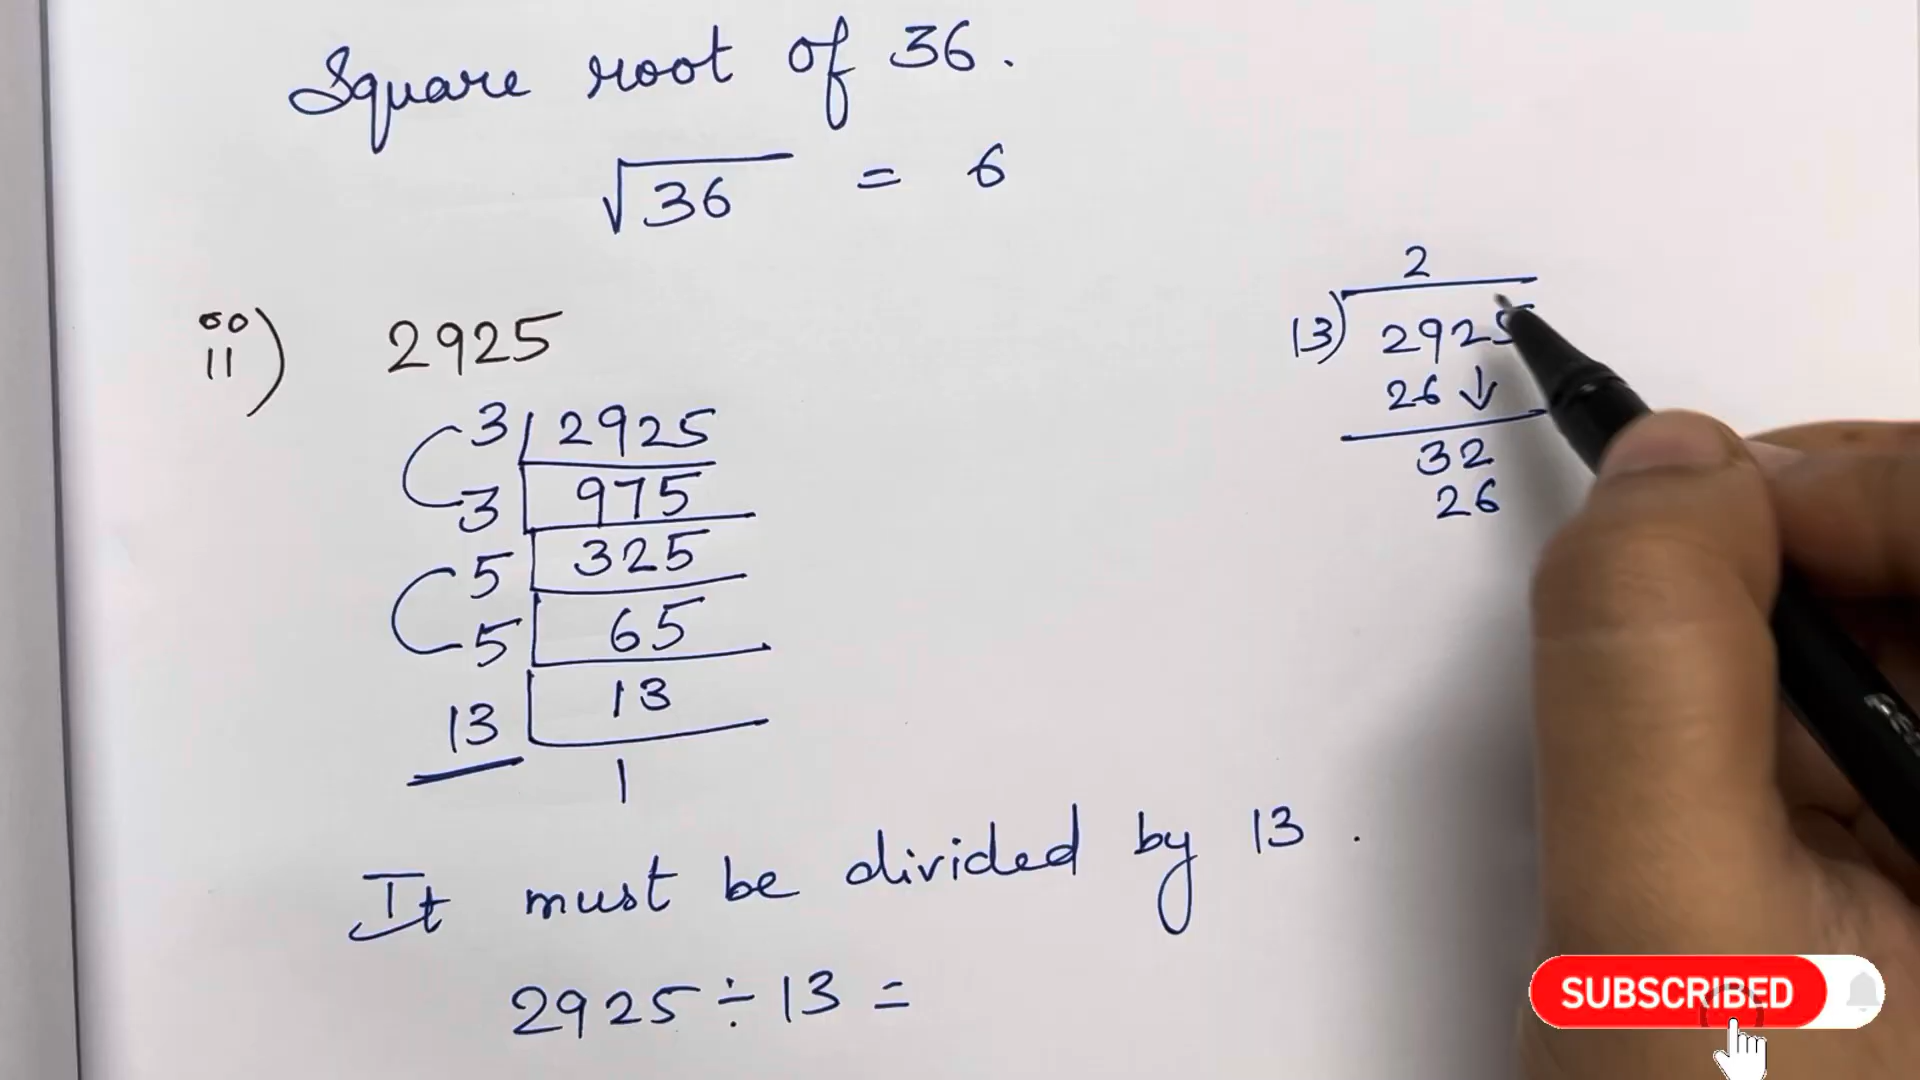 Square root of 36.
√36 = 6
ii) 2925
3 2925
3 975
5 325
5 65
13 13
1
2
13) 2925
26 ↓
32
26
It must be divided by 13.
2925 ÷ 13 =
SUBSCRIBED